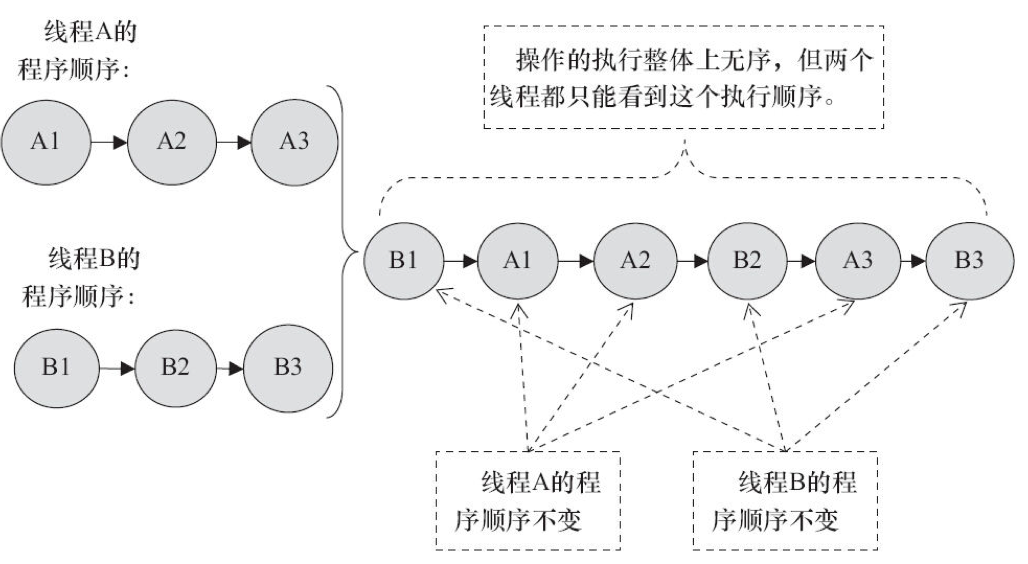 线程A的
程序顺序：
A1
A2
A3
线程B的
程序顺序：
B1
B2
B3
操作的执行整体上无序，但两个
线程都只能看到这个执行顺序。
B1
A1
A2
B2
A3
B3
线程A的程
序顺序不变
线程B的程
序顺序不变